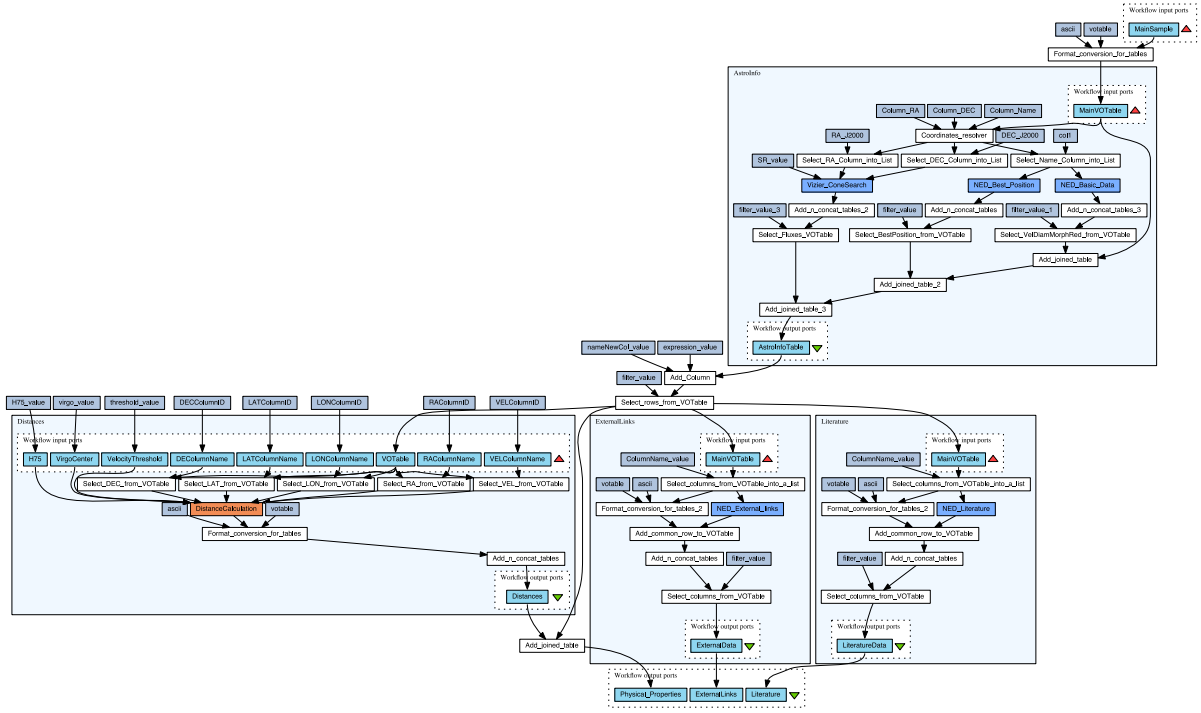 Workflow input ports
ascii votable MainSample
Format_conversion_for_tables
AstroInfo
Workflow input ports
Column_RA Column_DEC Column_Name MainVOTable
RA_J2000 Coordinates_resolver DEC_J2000 col1
SR_value Select_RA_Column_into_List Select_DEC_Column_into_List Select_Name_Column_into_List
Vizier_ConeSearch NED_Best_Position NED_Basic_Data
filter_value_3 Add_n_concat_tables_2 filter_value Add_n_concat_tables filter_value_1 Add_n_concat_tables_3
Select_Fluxes_VOTable Select_BestPosition_from_VOTable Select_VelDiamMorphRed_from_VOTable
Add_joined_table
Add_joined_table_2
Add_joined_table_3
Workflow output ports
nameNewCol_value expression_value AstroInfoTable
filter_value Add_Column
H75_value virgo_value threshold_value DECColumnID LATColumnID LONColumnID RAColumnID VELColumnID Select_rows_from_VOTable
Distances ExternalLinks Literature
Workflow input ports Workflow input ports Workflow input ports
H75 VirgoCenter VelocityThreshold DEColumnName LATColumnName LONColumnName VOTable RAColumnName VELColumnName ColumnName_value MainVOTable ColumnName_value MainVOTable
Select_DEC_from_VOTable Select_LAT_from_VOTable Select_LON_from_VOTable Select_RA_from_VOTable Select_VEL_from_VOTable votable ascii Select_columns_from_VOTable_into_a_list votable ascii Select_columns_from_VOTable_into_a_list
ascii DistanceCalculation votable Format_conversion_for_tables_2 NED_External_links Format_conversion_for_tables_2 NED_Literature
Format_conversion_for_tables Add_common_row_to_VOTable Add_common_row_to_VOTable
Add_n_concat_tables Add_n_concat_tables filter_value filter_value Add_n_concat_tables
Workflow output ports
Distances Select_columns_from_VOTable Select_columns_from_VOTable
Workflow output ports Workflow output ports
Add_joined_table ExternalData LiteratureData
Workflow output ports
Physical_Properties ExternalLinks Literature